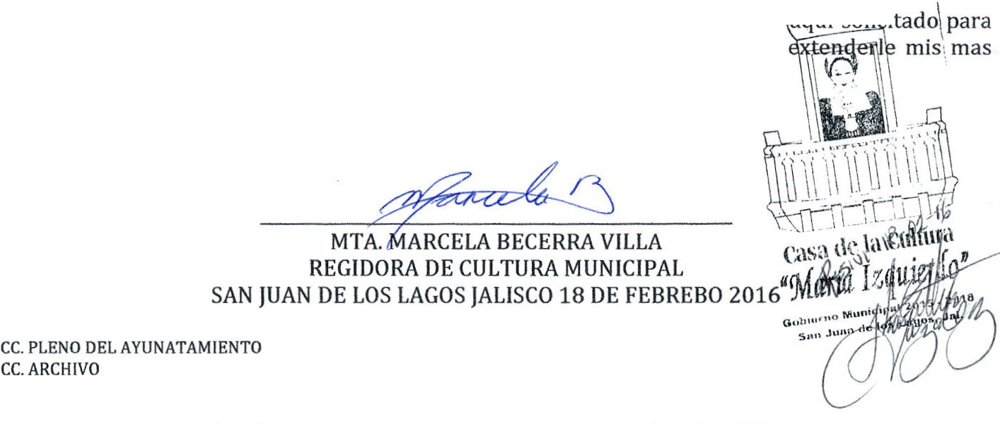 tado para
extenderle mis mas
Marcela B
MTA. MARCELA BECERRA VILLA
REGIDORA DE CULTURA MUNICIPAL
SAN JUAN DE LOS LAGOS JALISCO 18 DE FEBREBO 2016
Casa de la Cultura
"María Izquierdo"
Gobierno Municipal 2015 - 2018
San Juan de los Lagos, Jal.
CC. PLENO DEL AYUNATAMIENTO
CC. ARCHIVO